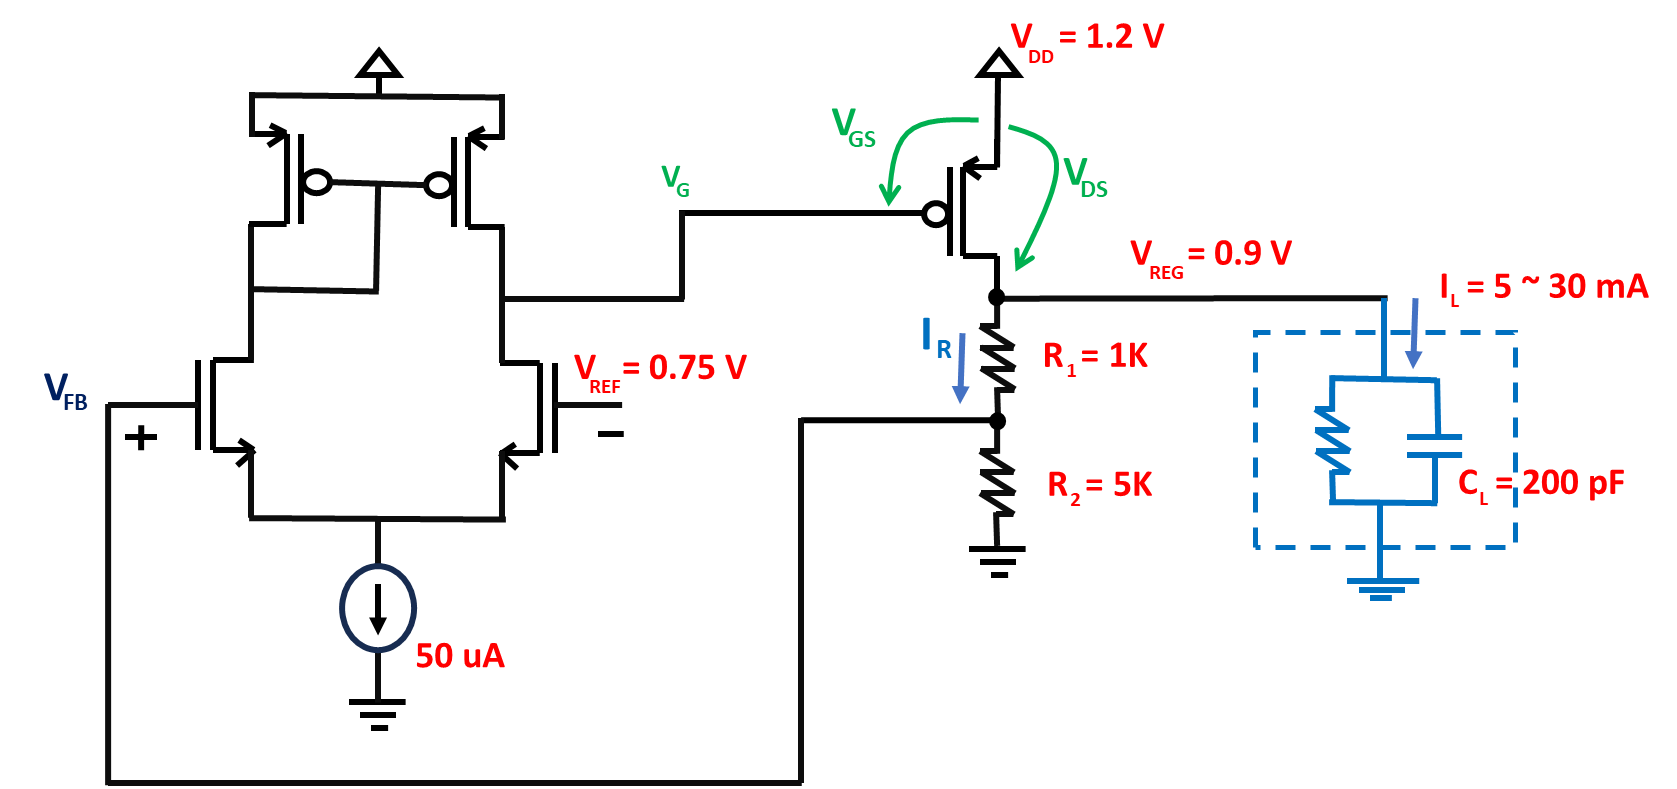 VDD = 1.2 V
VGS
VG
VDS
VREG = 0.9 V
IL = 5 ~ 30 mA
IR
R1 = 1K
VREF = 0.75 V
VFB
+
−
R2 = 5K
CL = 200 pF
50 uA